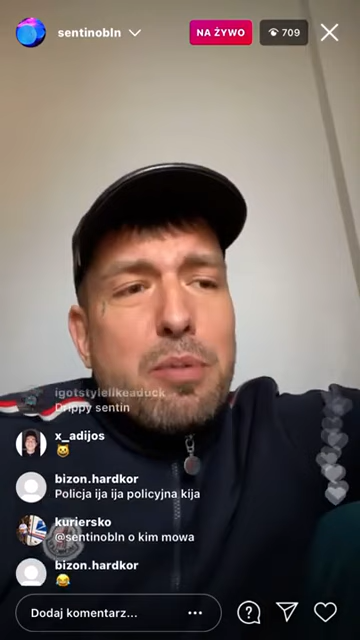 sentinobln
NA ŻYWO
709
igotstylelikeaduck
Drippy sentin
x_adijos
bizon.hardkor
Policja ija ija policyjna kija
kuriersko
@sentinobln o kim mowa
bizon.hardkor
Dodaj komentarz...